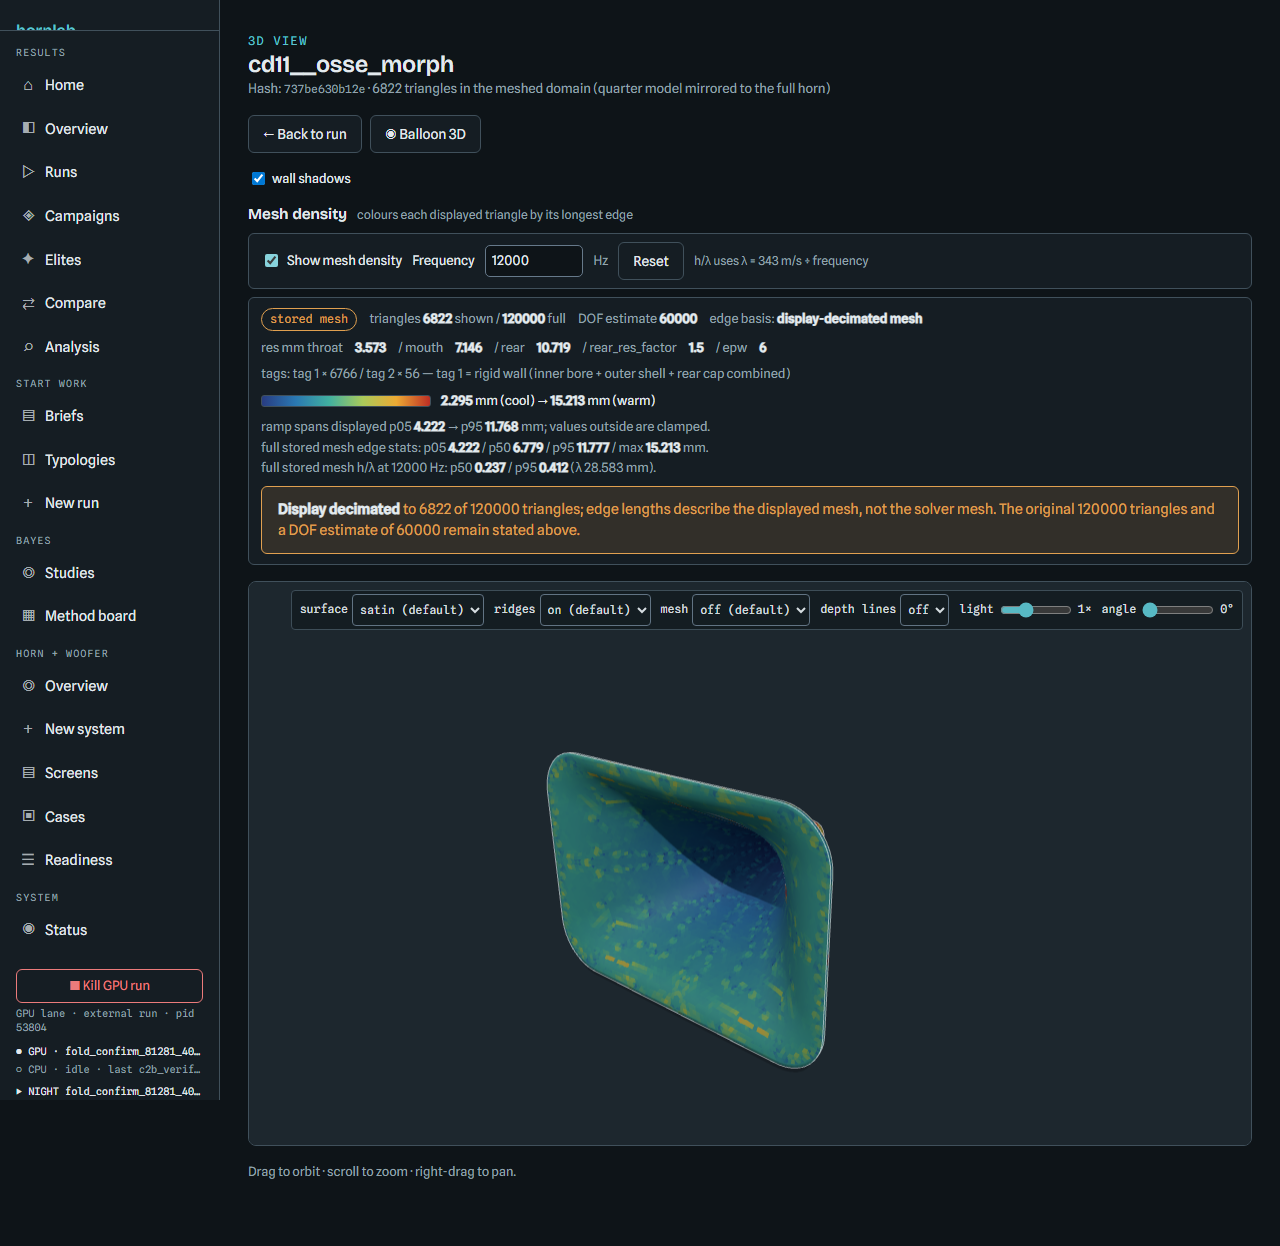 RESULTS
Home
Overview
Runs
Campaigns
Elites
Compare
Analysis
START WORK
Briefs
Typologies
New run
BAYES
Studies
Method board
HORN + WOOFER
Overview
New system
Screens
Cases
Readiness
SYSTEM
Status
Kill GPU run
GPU lane · external run · pid
53804
GPU · fold_confirm_81281_40…
CPU · idle · last c2b_verif…
NIGHT fold_confirm_81281_40…
3D VIEW
cd11__osse_morph
Hash: 737be630b12e · 6822 triangles in the meshed domain (quarter model mirrored to the full horn)
← Back to run
Balloon 3D
wall shadows
Mesh density colours each displayed triangle by its longest edge
Show mesh density Frequency 12000 Hz Reset h/λ uses λ = 343 m/s ÷ frequency
stored mesh triangles 6822 shown / 120000 full DOF estimate 60000 edge basis: display-decimated mesh
res mm throat 3.573 / mouth 7.146 / rear 10.719 / rear_res_factor 1.5 / epw 6
tags: tag 1 × 6766 / tag 2 × 56 — tag 1 = rigid wall (inner bore + outer shell + rear cap combined)
2.295 mm (cool) → 15.213 mm (warm)
ramp spans displayed p05 4.222 → p95 11.768 mm; values outside are clamped.
full stored mesh edge stats: p05 4.222 / p50 6.779 / p95 11.777 / max 15.213 mm.
full stored mesh h/λ at 12000 Hz: p50 0.237 / p95 0.412 (λ 28.583 mm).
Display decimated to 6822 of 120000 triangles; edge lengths describe the displayed mesh, not the solver mesh. The original 120000 triangles and
a DOF estimate of 60000 remain stated above.
surface satin (default) ridges on (default) mesh off (default) depth lines off light 1× angle 0°
Drag to orbit · scroll to zoom · right-drag to pan.